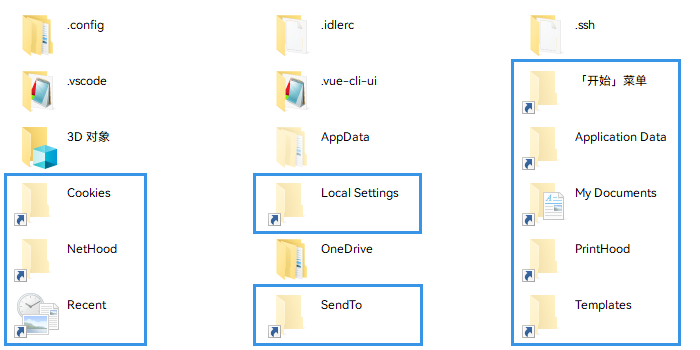 .config
.idlerc
.ssh
.vscode
.vue-cli-ui
「开始」菜单
3D 对象
AppData
Application Data
Cookies
Local Settings
My Documents
NetHood
OneDrive
PrintHood
Recent
SendTo
Templates